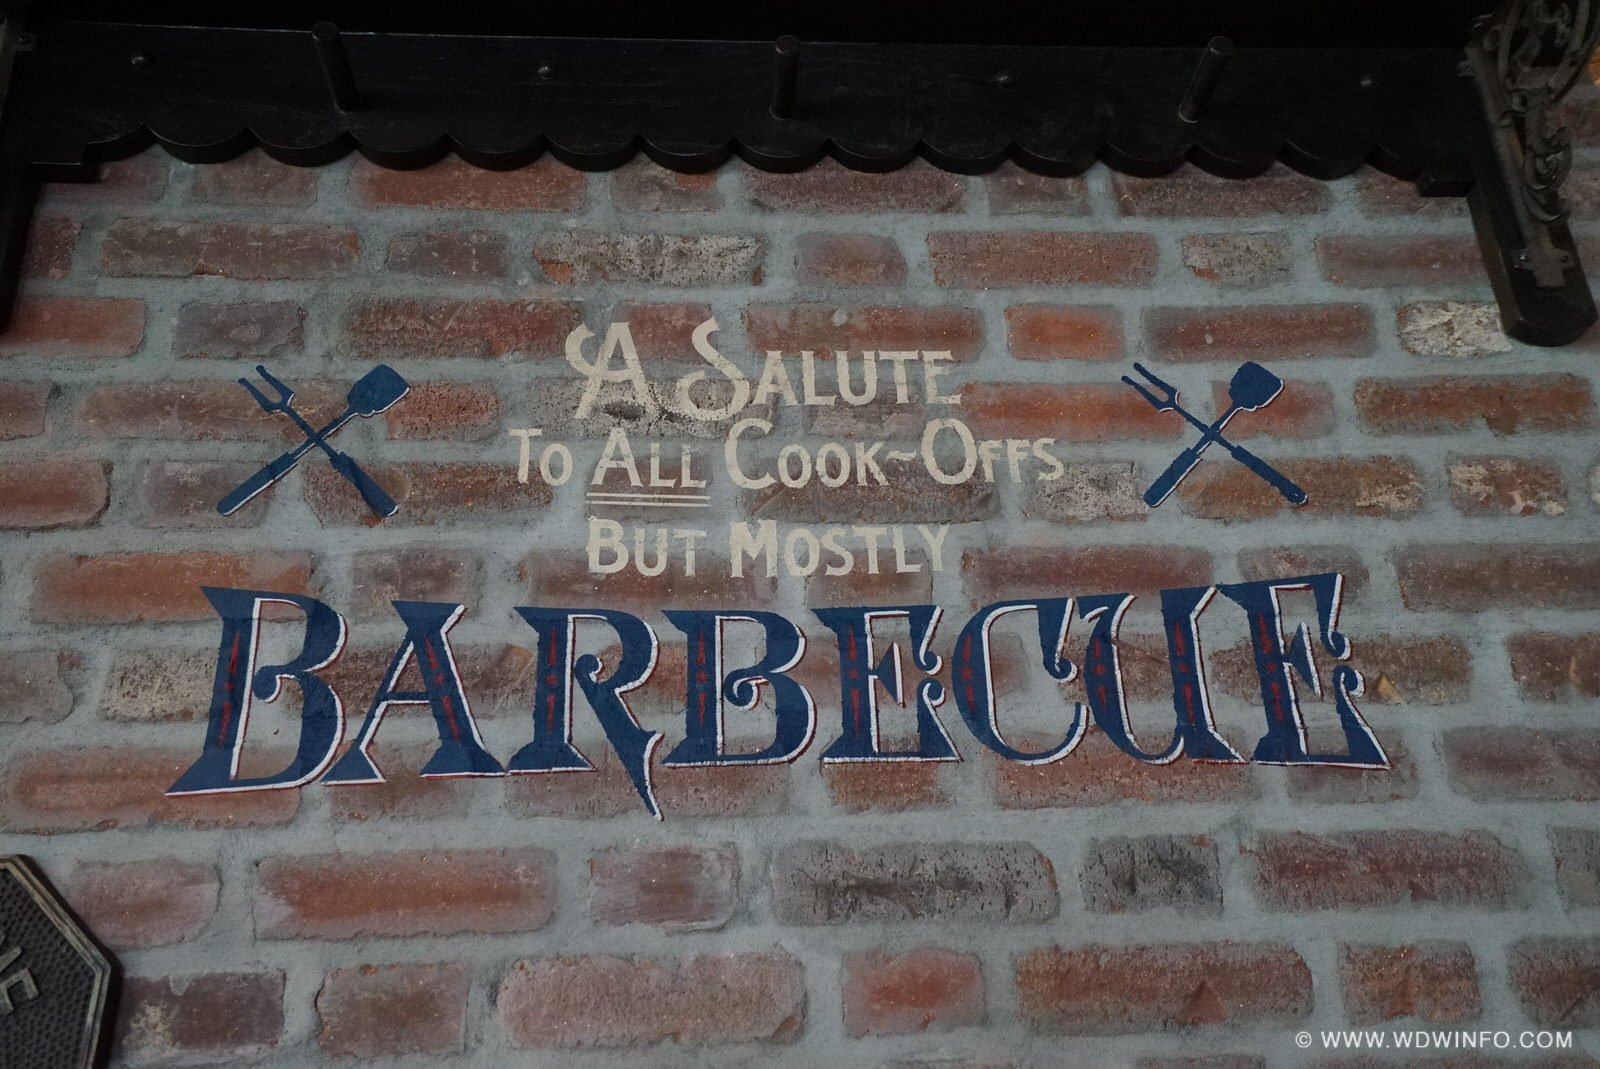 A Salute
To All Cook~Offs
But Mostly
Barbecue
© WWW.WDWINFO.COM